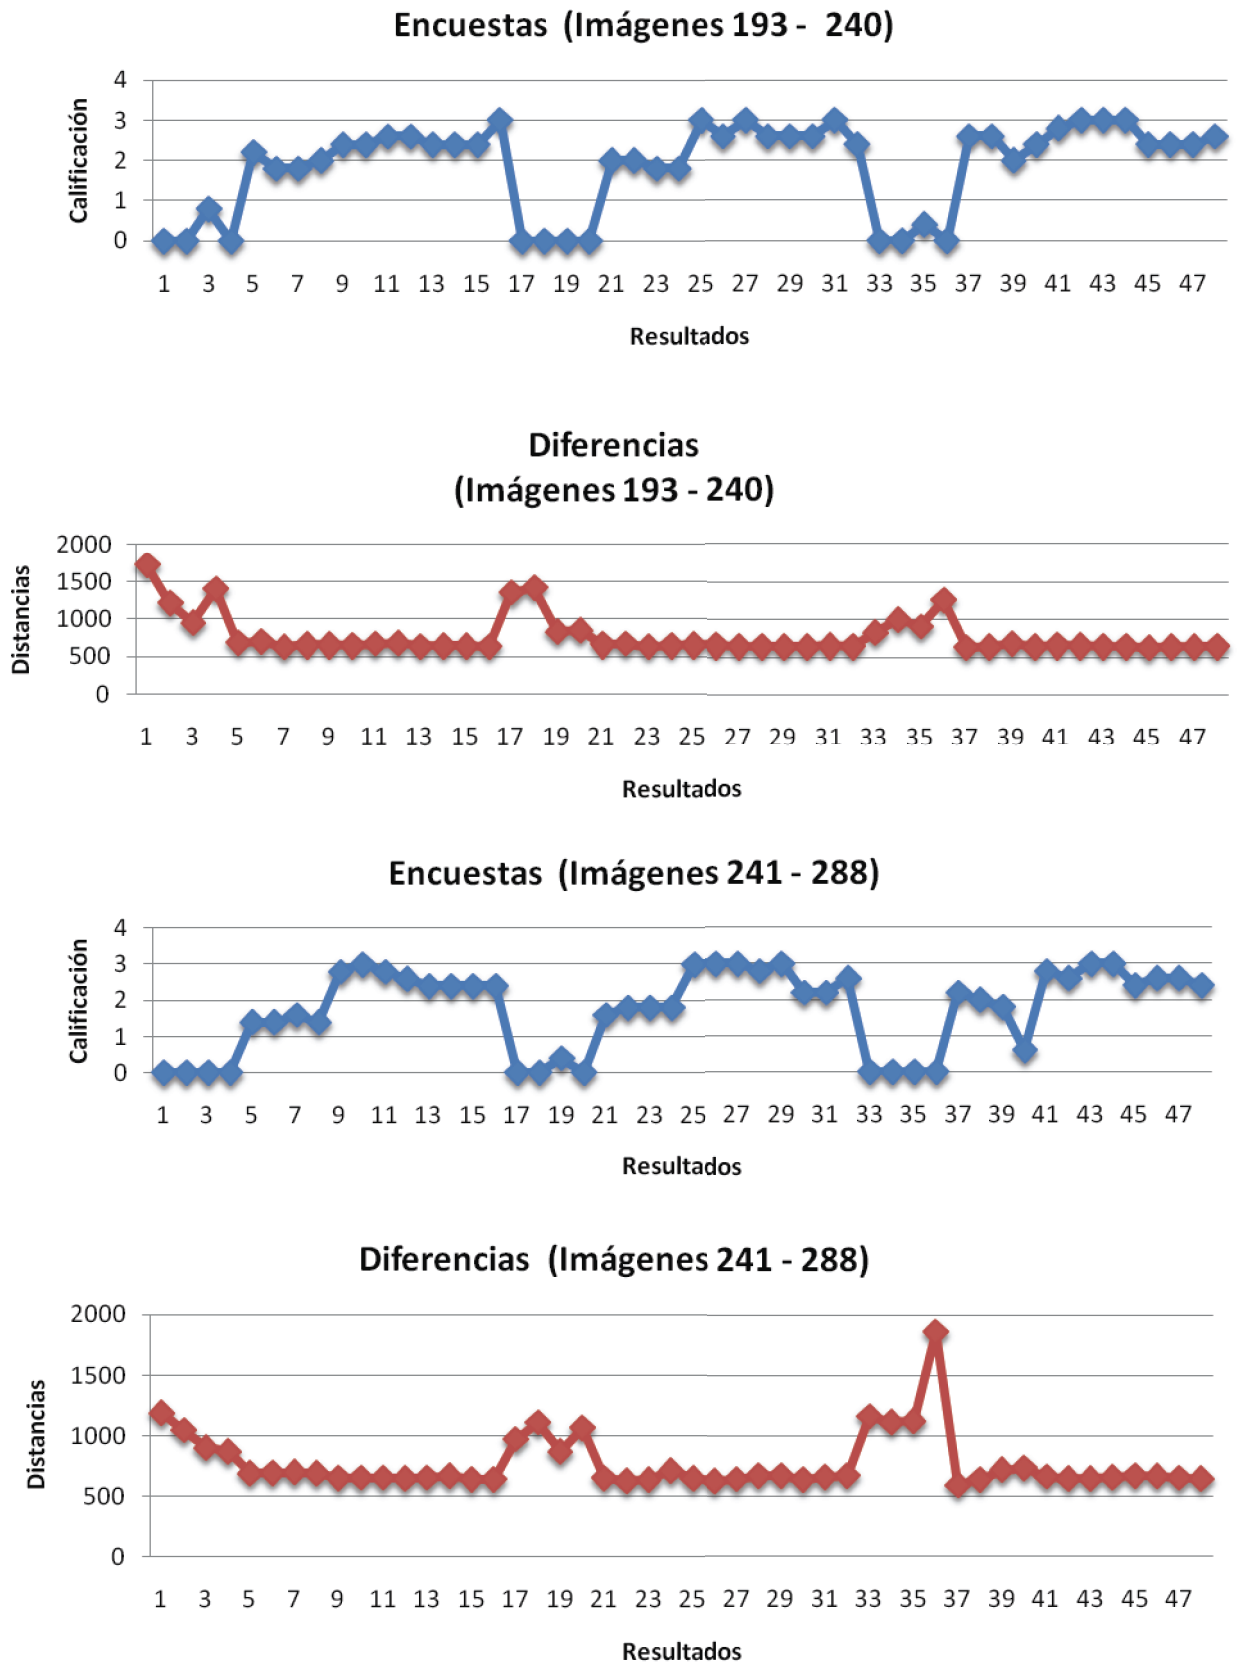 Encuestas (Imágenes 193 - 240)
4
3
2
1
0
Calificación
1 3 5 7 9 11 13 15 17 19 21 23 25 27 29 31 33 35 37 39 41 43 45 47
Resultados
Diferencias
(Imágenes 193 - 240)
2000
1500
1000
500
0
Distancias
1 3 5 7 9 11 13 15 17 19 21 23 25 27 29 31 33 35 37 39 41 43 45 47
Resultados
Encuestas (Imágenes 241 - 288)
4
3
2
1
0
Calificación
1 3 5 7 9 11 13 15 17 19 21 23 25 27 29 31 33 35 37 39 41 43 45 47
Resultados
Diferencias (Imágenes 241 - 288)
2000
1500
1000
500
0
Distancias
1 3 5 7 9 11 13 15 17 19 21 23 25 27 29 31 33 35 37 39 41 43 45 47
Resultados